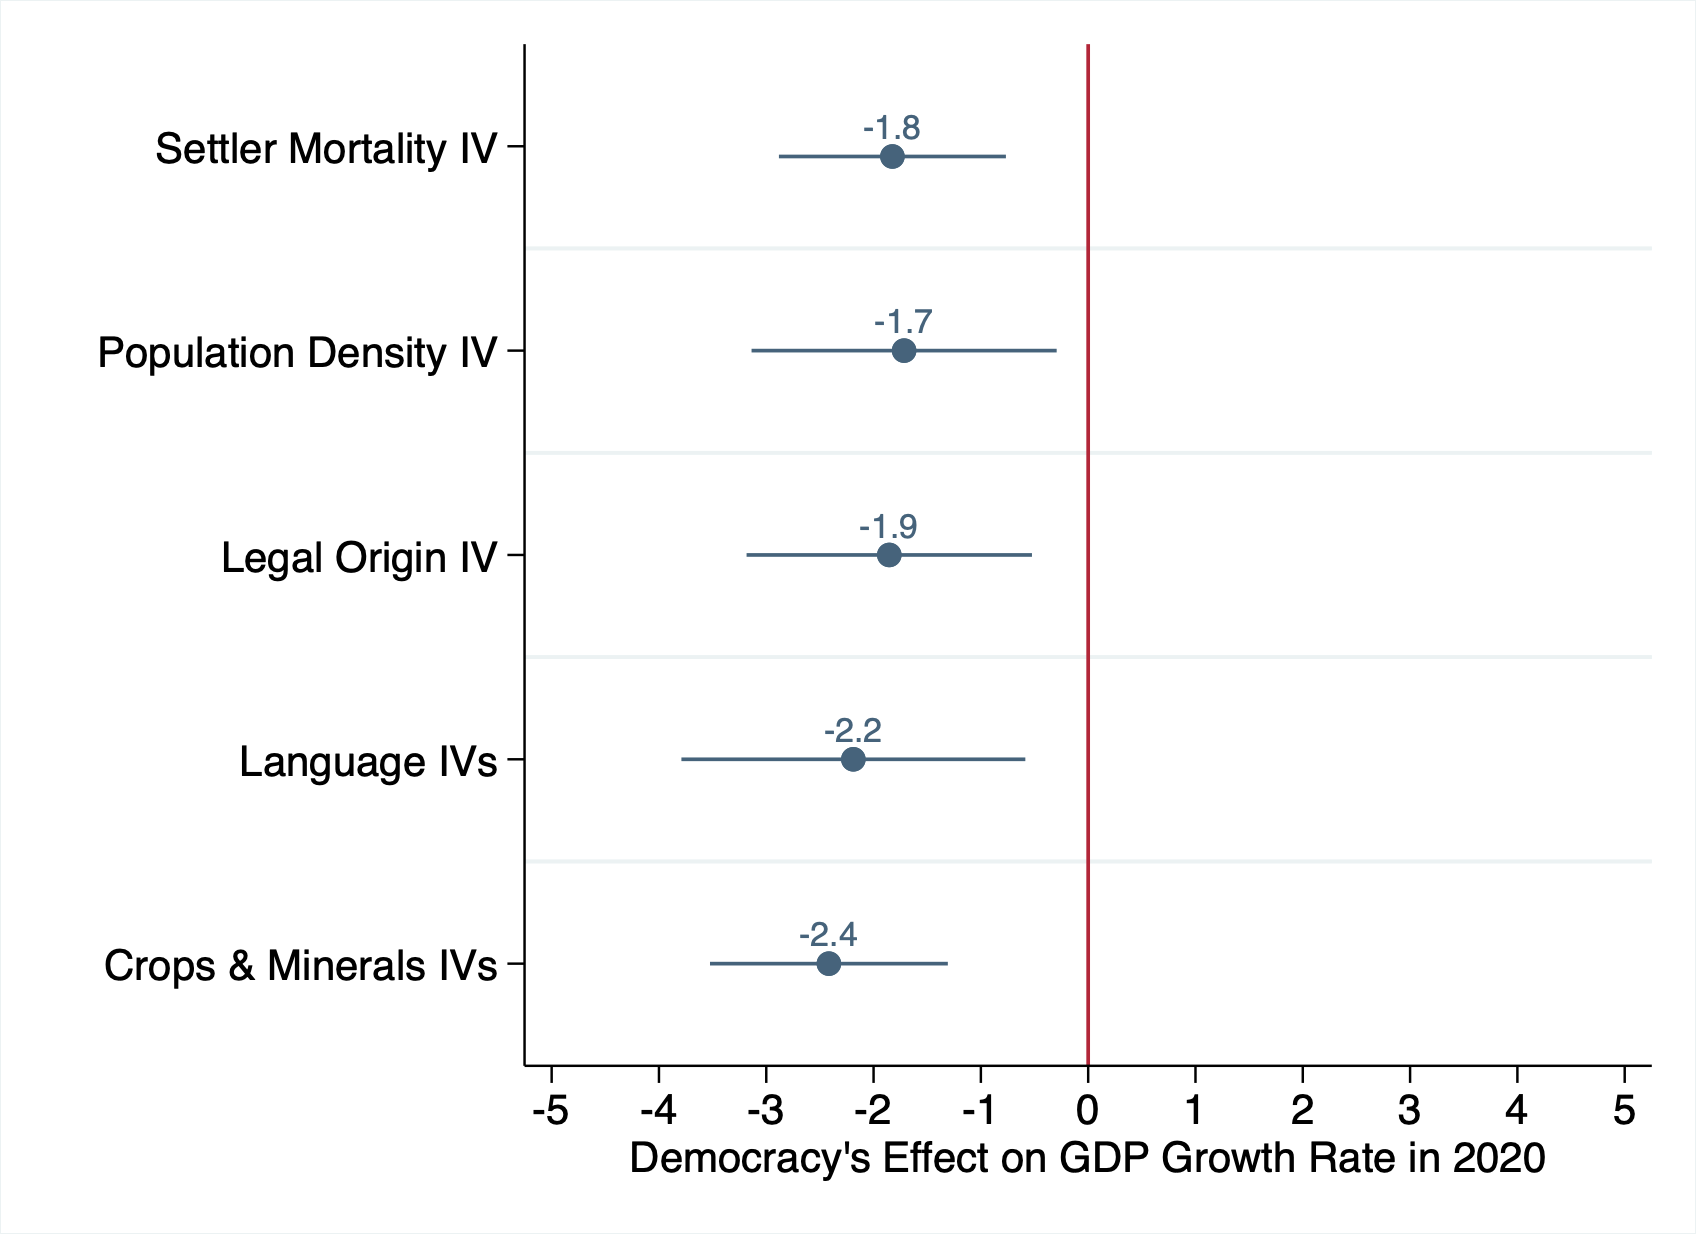 Settler Mortality IV
-1.8
Population Density IV
-1.7
Legal Origin IV
-1.9
Language IVs
-2.2
Crops & Minerals IVs
-2.4
-5 -4 -3 -2 -1 0 1 2 3 4 5
Democracy's Effect on GDP Growth Rate in 2020